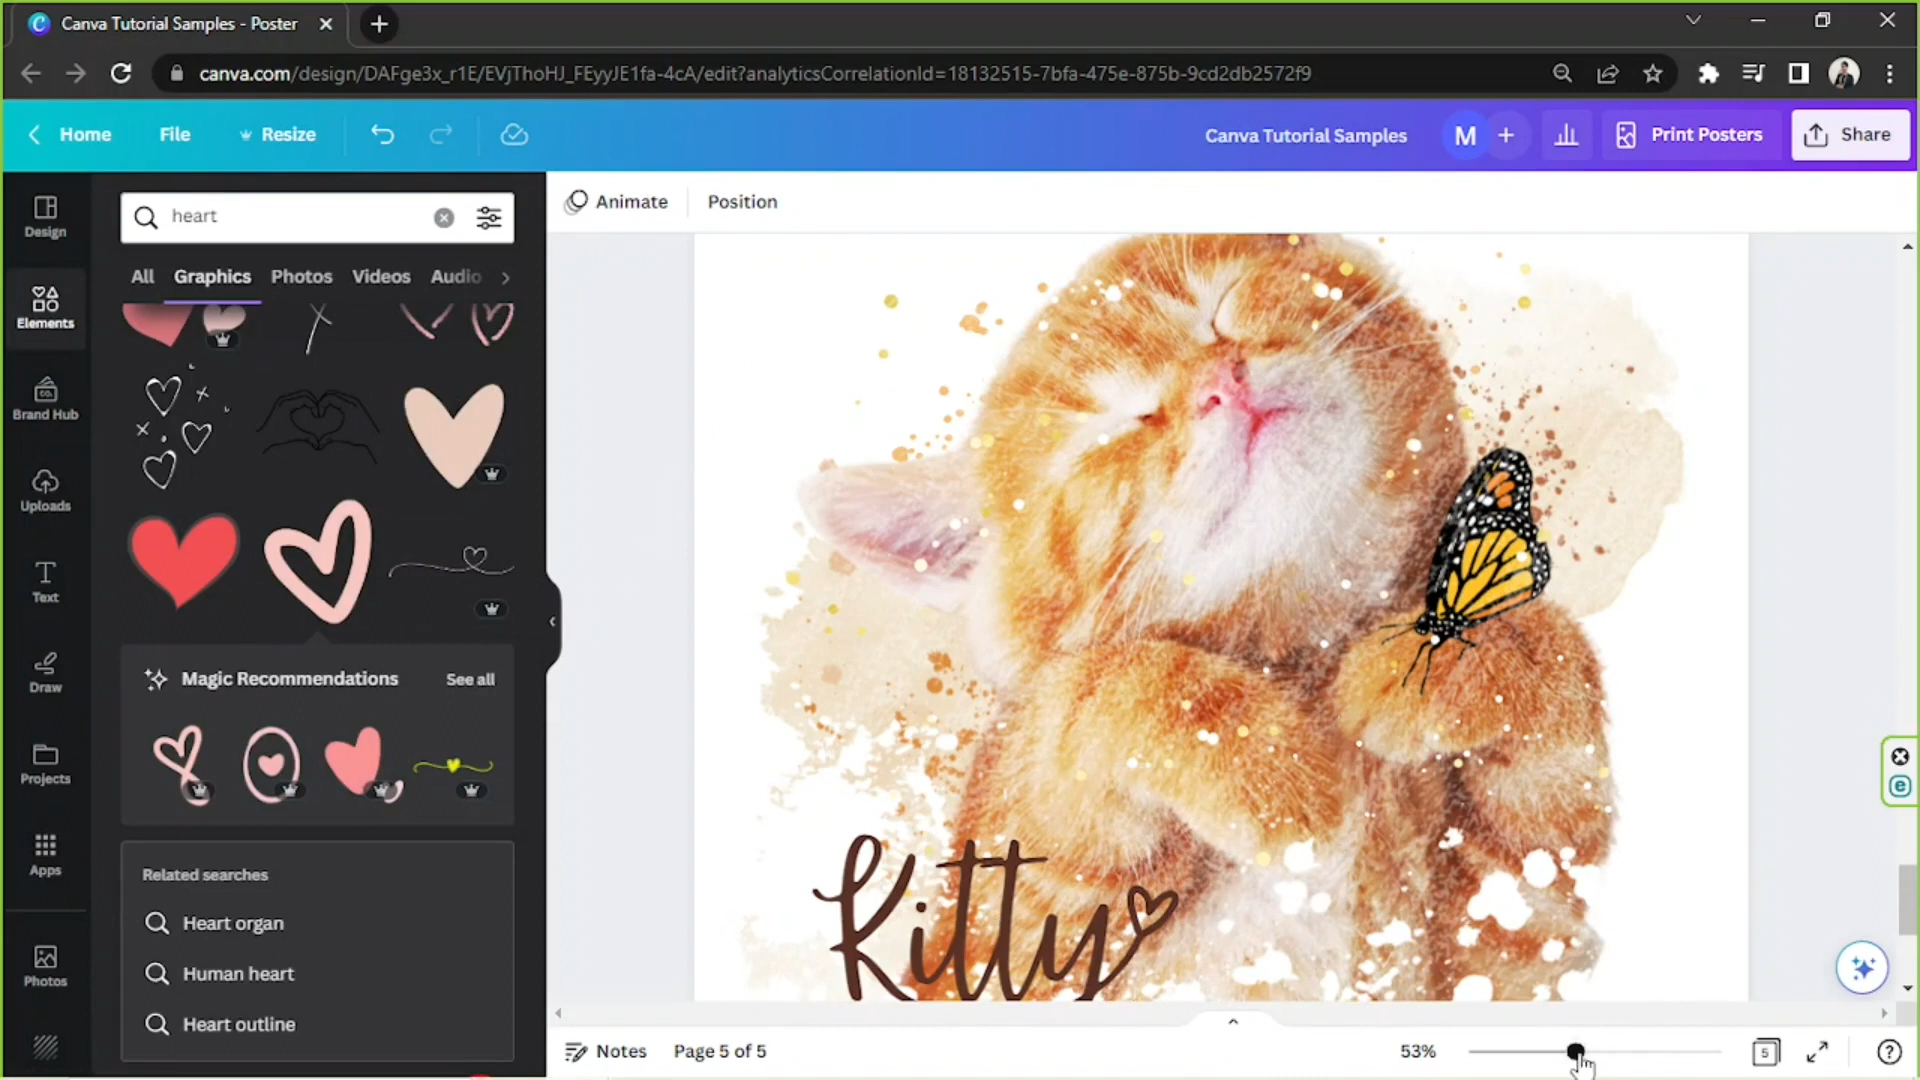 Canva Tutorial Samples - Poster
canva.com/design/DAFge3x_r1E/EVjThoHJ_FEyyJE1fa-4cA/edit?analyticsCorrelationId=18132515-7bfa-475e-875b-9cd2db2572f9
Home File Resize Canva Tutorial Samples M Print Posters Share
Animate Position
heart
All Graphics Photos Videos Audio
Design
Elements
Brand Hub
Uploads
Text
Draw
Projects
Apps
Photos
Magic Recommendations See all
Related searches
Heart organ
Human heart
Heart outline
Kitty
Notes Page 5 of 5 53% 5